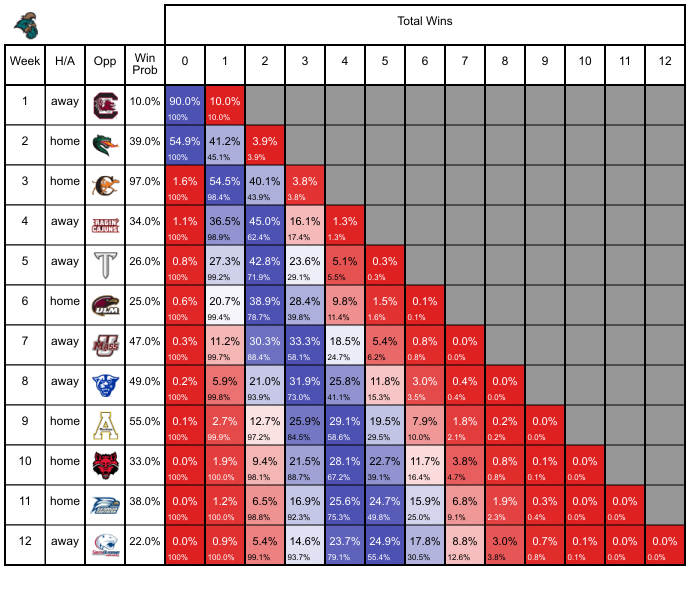 Total Wins
Week H/A Opp Win Prob 0 1 2 3 4 5 6 7 8 9 10 11 12
1 away 10.0% 90.0% 10.0%
100% 10.0%
2 home 39.0% 54.9% 41.2% 3.9%
100% 45.1% 3.9%
3 home 97.0% 1.6% 54.5% 40.1% 3.8%
100% 98.4% 43.9% 3.8%
4 away RAGIN' CAJUNS 34.0% 1.1% 36.5% 45.0% 16.1% 1.3%
100% 98.9% 62.4% 17.4% 1.3%
5 away T 26.0% 0.8% 27.3% 42.8% 23.6% 5.1% 0.3%
100% 99.2% 71.9% 29.1% 5.5% 0.3%
6 home ULM 25.0% 0.6% 20.7% 38.9% 28.4% 9.8% 1.5% 0.1%
100% 99.4% 78.7% 39.8% 11.4% 1.6% 0.1%
7 away UMASS 47.0% 0.3% 11.2% 30.3% 33.3% 18.5% 5.4% 0.8% 0.0%
100% 99.7% 88.4% 58.1% 24.7% 6.2% 0.8% 0.0%
8 away 49.0% 0.2% 5.9% 21.0% 31.9% 25.8% 11.8% 3.0% 0.4% 0.0%
100% 99.8% 93.9% 73.0% 41.1% 15.3% 3.5% 0.4% 0.0%
9 home A 55.0% 0.1% 2.7% 12.7% 25.9% 29.1% 19.5% 7.9% 1.8% 0.2% 0.0%
100% 99.9% 97.2% 84.5% 58.6% 29.5% 10.0% 2.1% 0.2% 0.0%
10 home 33.0% 0.0% 1.9% 9.4% 21.5% 28.1% 22.7% 11.7% 3.8% 0.8% 0.1% 0.0%
100% 100.0% 98.1% 88.7% 67.2% 39.1% 16.4% 4.7% 0.8% 0.1% 0.0%
11 home 38.0% 0.0% 1.2% 6.5% 16.9% 25.6% 24.7% 15.9% 6.8% 1.9% 0.3% 0.0% 0.0%
100% 100.0% 98.8% 92.3% 75.3% 49.8% 25.0% 9.1% 2.3% 0.4% 0.0% 0.0%
12 away 22.0% 0.0% 0.9% 5.4% 14.6% 23.7% 24.9% 17.8% 8.8% 3.0% 0.7% 0.1% 0.0% 0.0%
100% 100.0% 99.1% 93.7% 79.1% 55.4% 30.5% 12.6% 3.8% 0.8% 0.1% 0.0% 0.0%